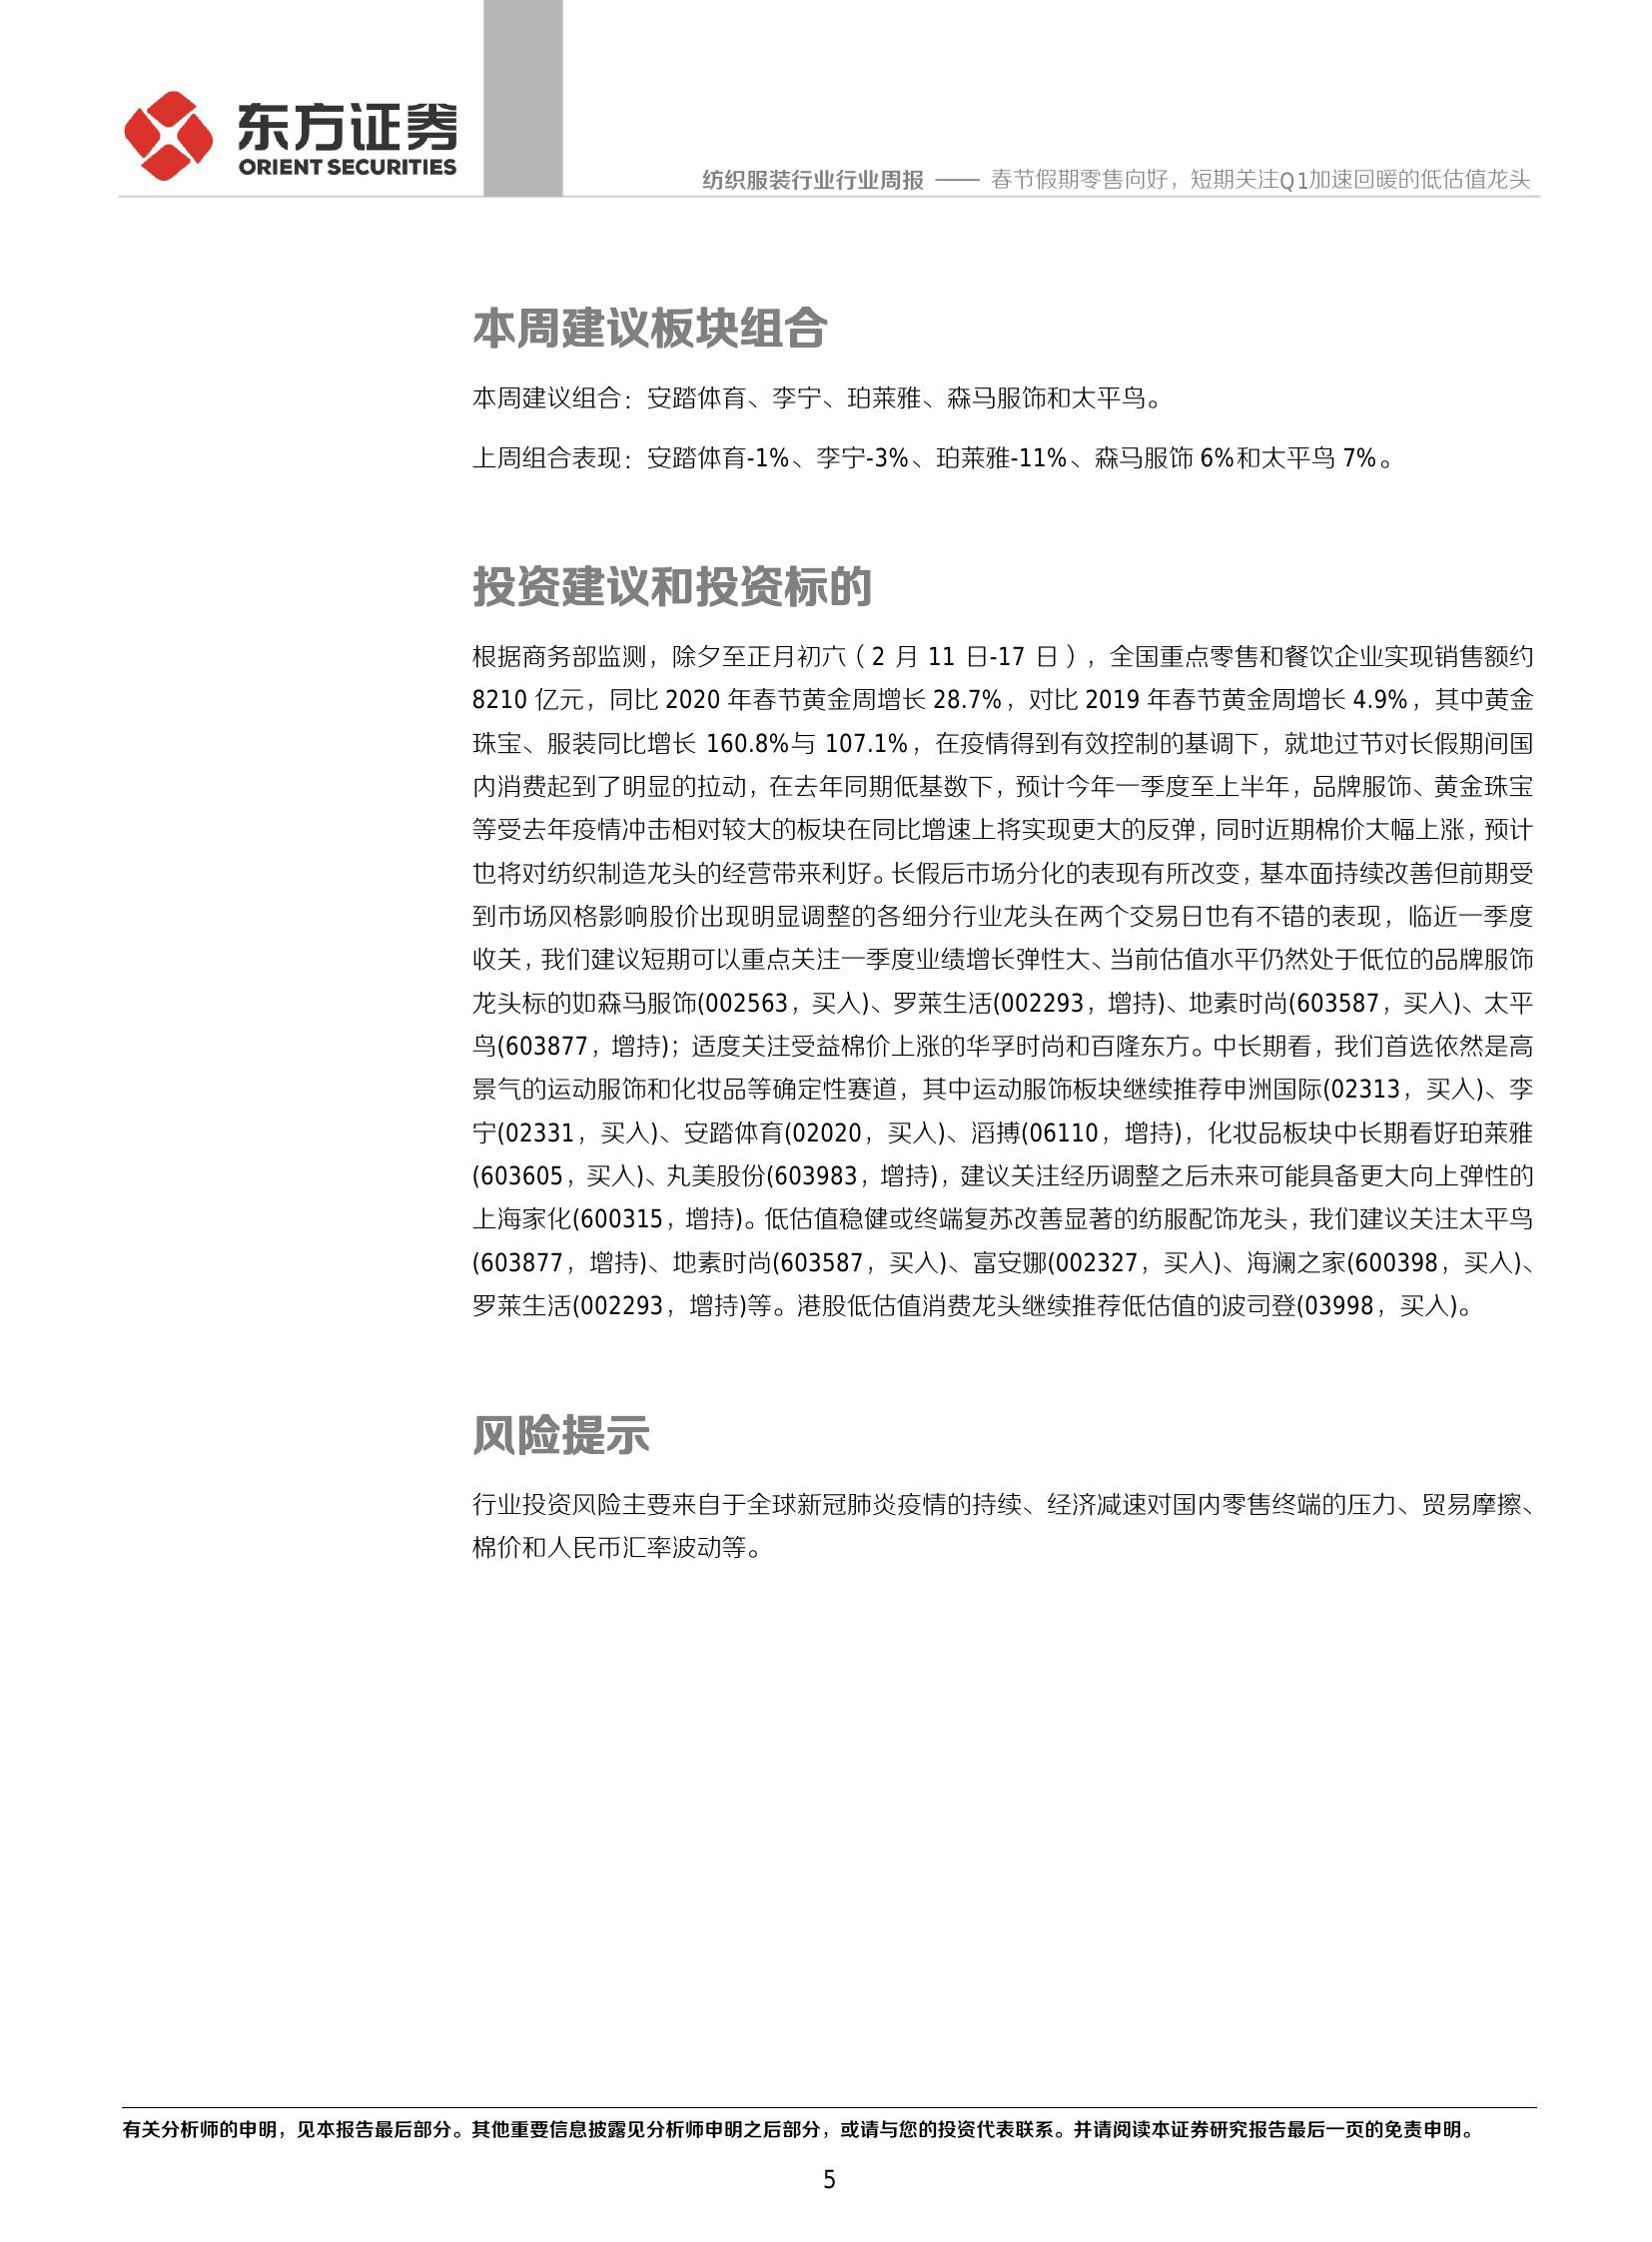 东方证券
ORIENT SECURITIES
纺织服装行业行业周报 —— 春节假期零售向好，短期关注Q1加速回暖的低估值龙头
本周建议板块组合
本周建议组合：安踏体育、李宁、珀莱雅、森马服饰和太平鸟。
上周组合表现：安踏体育-1%、李宁-3%、珀莱雅-11%、森马服饰 6%和太平鸟 7%。
投资建议和投资标的
根据商务部监测，除夕至正月初六（2 月 11 日-17 日），全国重点零售和餐饮企业实现销售额约
8210 亿元，同比 2020 年春节黄金周增长 28.7%，对比 2019 年春节黄金周增长 4.9%，其中黄金
珠宝、服装同比增长 160.8%与 107.1%，在疫情得到有效控制的基调下，就地过节对长假期间国
内消费起到了明显的拉动，在去年同期低基数下，预计今年一季度至上半年，品牌服饰、黄金珠宝
等受去年疫情冲击相对较大的板块在同比增速上将实现更大的反弹，同时近期棉价大幅上涨，预计
也将对纺织制造龙头的经营带来利好。长假后市场分化的表现有所改变，基本面持续改善但前期受
到市场风格影响股价出现明显调整的各细分行业龙头在两个交易日也有不错的表现，临近一季度
收关，我们建议短期可以重点关注一季度业绩增长弹性大、当前估值水平仍然处于低位的品牌服饰
龙头标的如森马服饰(002563，买入)、罗莱生活(002293，增持)、地素时尚(603587，买入)、太平
鸟(603877，增持)；适度关注受益棉价上涨的华孚时尚和百隆东方。中长期看，我们首选依然是高
景气的运动服饰和化妆品等确定性赛道，其中运动服饰板块继续推荐申洲国际(02313，买入)、李
宁(02331，买入)、安踏体育(02020，买入)、滔搏(06110，增持)，化妆品板块中长期看好珀莱雅
(603605，买入)、丸美股份(603983，增持)，建议关注经历调整之后未来可能具备更大向上弹性的
上海家化(600315，增持)。低估值稳健或终端复苏改善显著的纺服配饰龙头，我们建议关注太平鸟
(603877，增持)、地素时尚(603587，买入)、富安娜(002327，买入)、海澜之家(600398，买入)、
罗莱生活(002293，增持)等。港股低估值消费龙头继续推荐低估值的波司登(03998，买入)。
风险提示
行业投资风险主要来自于全球新冠肺炎疫情的持续、经济减速对国内零售终端的压力、贸易摩擦、
棉价和人民币汇率波动等。
有关分析师的申明，见本报告最后部分。其他重要信息披露见分析师申明之后部分，或请与您的投资代表联系。并请阅读本证券研究报告最后一页的免责申明。
5